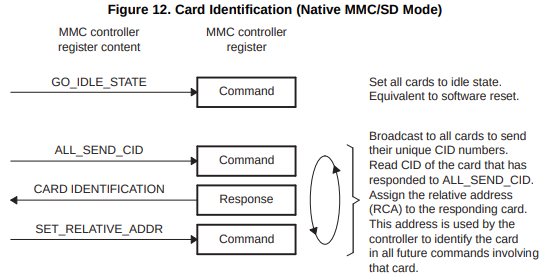 Figure 12. Card Identification (Native MMC/SD Mode)
MMC controller
register content
MMC controller
register
GO_IDLE_STATE
Command
Set all cards to idle state.
Equivalent to software reset.
ALL_SEND_CID
Command
CARD IDENTIFICATION
Response
SET_RELATIVE_ADDR
Command
Broadcast to all cards to send
their unique CID numbers.
Read CID of the card that has
responded to ALL_SEND_CID.
Assign the relative address
(RCA) to the responding card.
This address is used by the
controller to identify the card
in all future commands involving
that card.